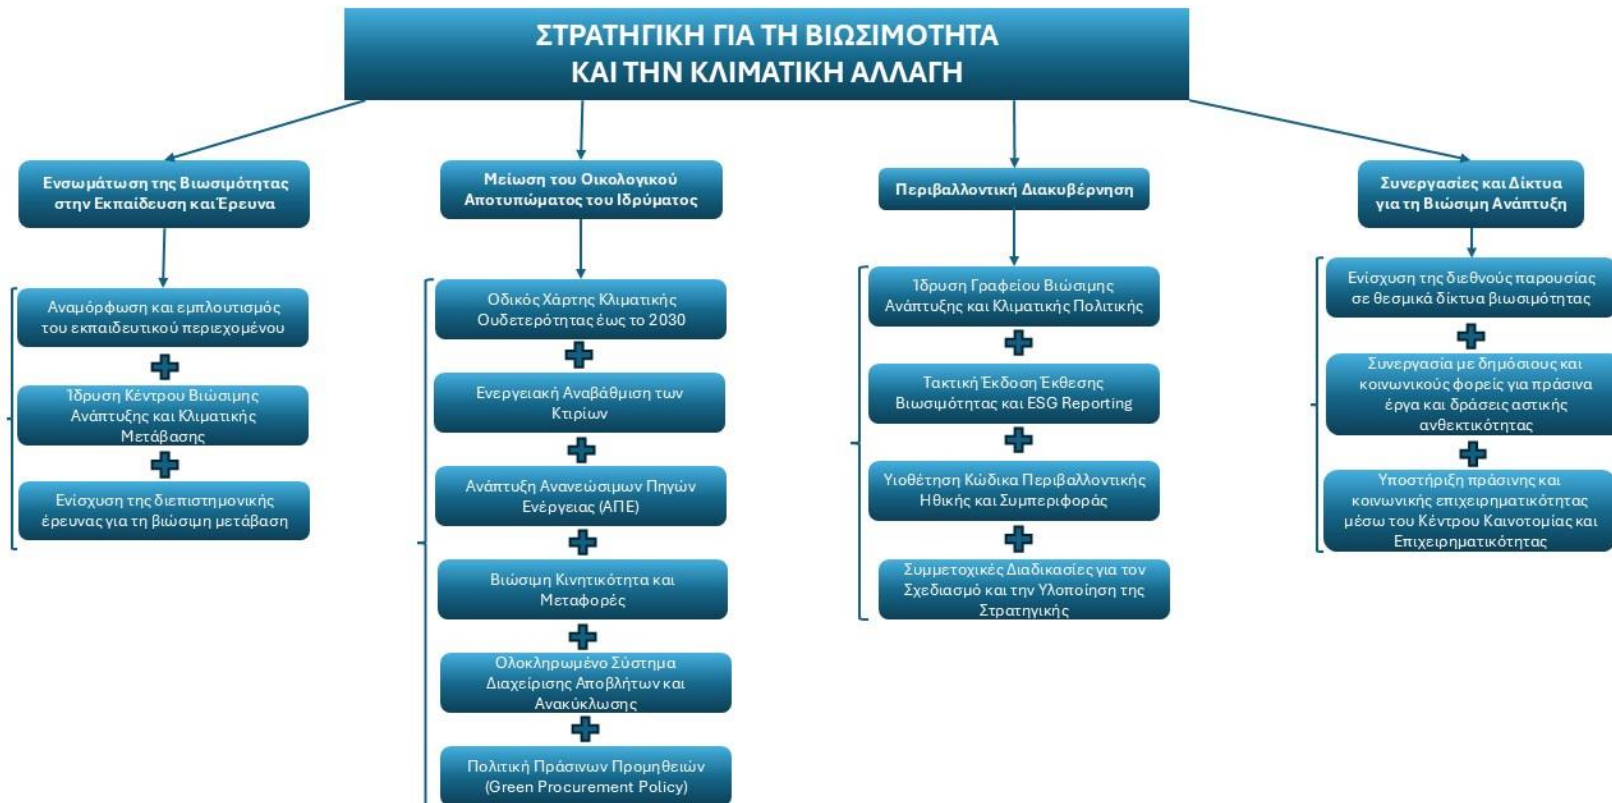 ΣΤΡΑΤΗΓΙΚΗ ΓΙΑ ΤΗ ΒΙΩΣΙΜΟΤΗΤΑ
ΚΑΙ ΤΗΝ ΚΛΙΜΑΤΙΚΗ ΑΛΛΑΓΗ
Ενσωμάτωση της Βιωσιμότητας
στην Εκπαίδευση και Έρευνα
Αναμόρφωση και εμπλουτισμός
του εκπαιδευτικού περιεχομένου
Ίδρυση Κέντρου Βιώσιμης
Ανάπτυξης και Κλιματικής
Μετάβασης
Ενίσχυση της διεπιστημονικής
έρευνας για τη βιώσιμη μετάβαση
Μείωση του Οικολογικού
Αποτυπώματος του Ιδρύματος
Οδικός Χάρτης Κλιματικής
Ουδετερότητας έως το 2030
Ενεργειακή Αναβάθμιση των
Κτιρίων
Ανάπτυξη Ανανεώσιμων Πηγών
Ενέργειας (ΑΠΕ)
Βιώσιμη Κινητικότητα και
Μεταφορές
Ολοκληρωμένο Σύστημα
Διαχείρισης Αποβλήτων και
Ανακύκλωσης
Πολιτική Πράσινων Προμηθειών
(Green Procurement Policy)
Περιβαλλοντική Διακυβέρνηση
Ίδρυση Γραφείου Βιώσιμης
Ανάπτυξης και Κλιματικής Πολιτικής
Τακτική Έκδοση Έκθεσης
Βιωσιμότητας και ESG Reporting
Υιοθέτηση Κώδικα Περιβαλλοντικής
Ηθικής και Συμπεριφοράς
Συμμετοχικές Διαδικασίες για τον
Σχεδιασμό και την Υλοποίηση της
Στρατηγικής
Συνεργασίες και Δίκτυα
για τη Βιώσιμη Ανάπτυξη
Ενίσχυση της διεθνούς παρουσίας
σε θεσμικά δίκτυα βιωσιμότητας
Συνεργασία με δημόσιους και
κοινωνικούς φορείς για πράσινα
έργα και δράσεις αστικής
ανθεκτικότητας
Υποστήριξη πράσινης και
κοινωνικής επιχειρηματικότητας
μέσω του Κέντρου Καινοτομίας και
Επιχειρηματικότητας